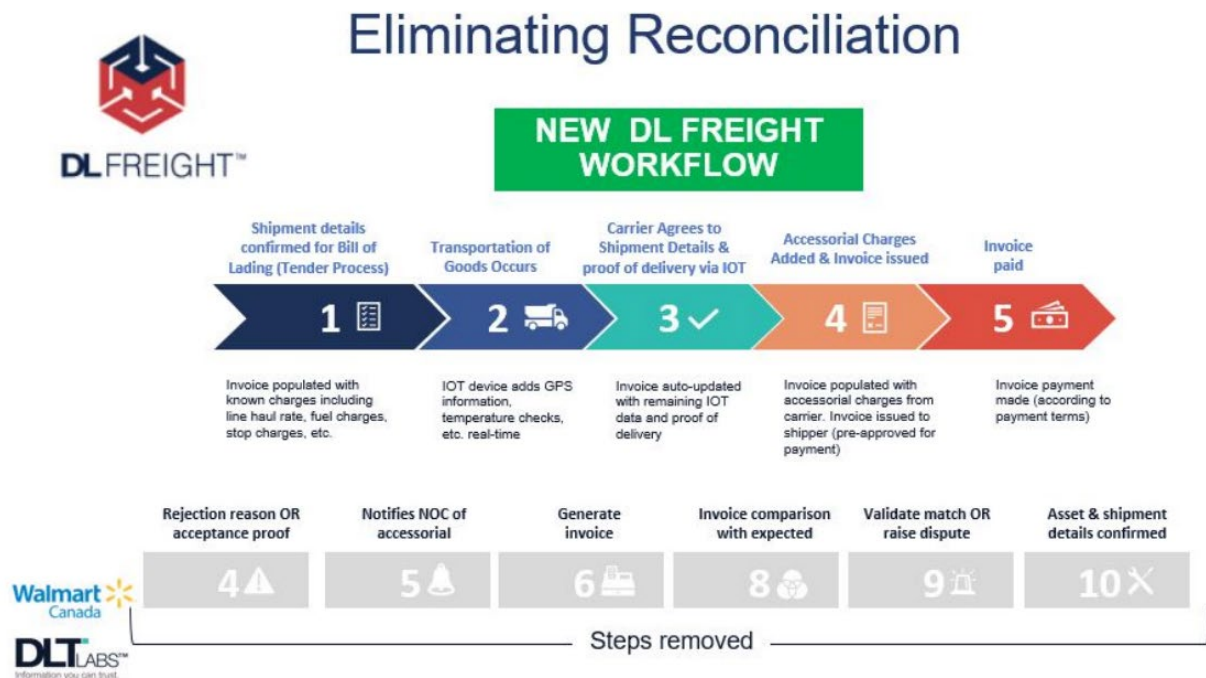 Eliminating Reconciliation
DLFREIGHT™
NEW DL FREIGHT
WORKFLOW
Shipment details
confirmed for Bill of
Lading (Tender Process)
Transportation of
Goods Occurs
Carrier Agrees to
Shipment Details &
proof of delivery via IOT
Accessorial Charges
Added & Invoice issued
Invoice
paid
1
2
3
4
5
Invoice populated with
known charges including
line haul rate, fuel charges,
stop charges, etc.
IOT device adds GPS
information,
temperature checks,
etc. real-time
Invoice auto-updated
with remaining IOT
data and proof of
delivery
Invoice populated with
accessorial charges from
carrier. Invoice issued to
shipper (pre-approved for
payment)
Invoice payment
made (according to
payment terms)
Rejection reason OR
acceptance proof
Notifies NOC of
accessorial
Generate
invoice
Invoice comparison
with expected
Validate match OR
raise dispute
Asset & shipment
details confirmed
4
5
6
8
9
10
Walmart
Canada
Steps removed
DLT LABS™
Information you can trust.